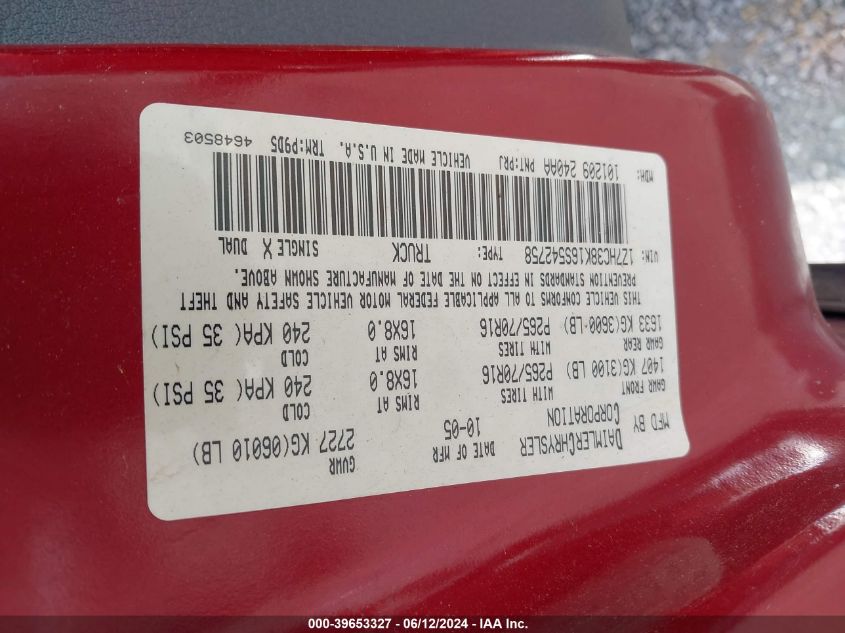 MFD BY DAIMLERCHRYSLER CORPORATION DATE OF MFR 10-05 GVWR 2727 KG(06010 LB)
GAWR FRONT WITH TIRES RIMS AT COLD
1407 KG(3100 LB) P265/70R16 16X8.0 240 KPA( 35 PSI)
GAWR REAR WITH TIRES RIMS AT COLD
1633 KG(3600 LB) P265/70R16 16X8.0 240 KPA( 35 PSI)
THIS VEHICLE CONFORMS TO ALL APPLICABLE FEDERAL MOTOR VEHICLE SAFETY AND THEFT
PREVENTION STANDARDS IN EFFECT ON THE DATE OF MANUFACTURE SHOWN ABOVE.
VIN: 1Z7HC38K16S542758 TYPE: TRUCK SINGLE X DUAL
MDH: 101209 240AA PNT:PRJ VEHICLE MADE IN U.S.A. TRM:P9D5 4648503
000-39653327 - 06/12/2024 - IAA Inc.